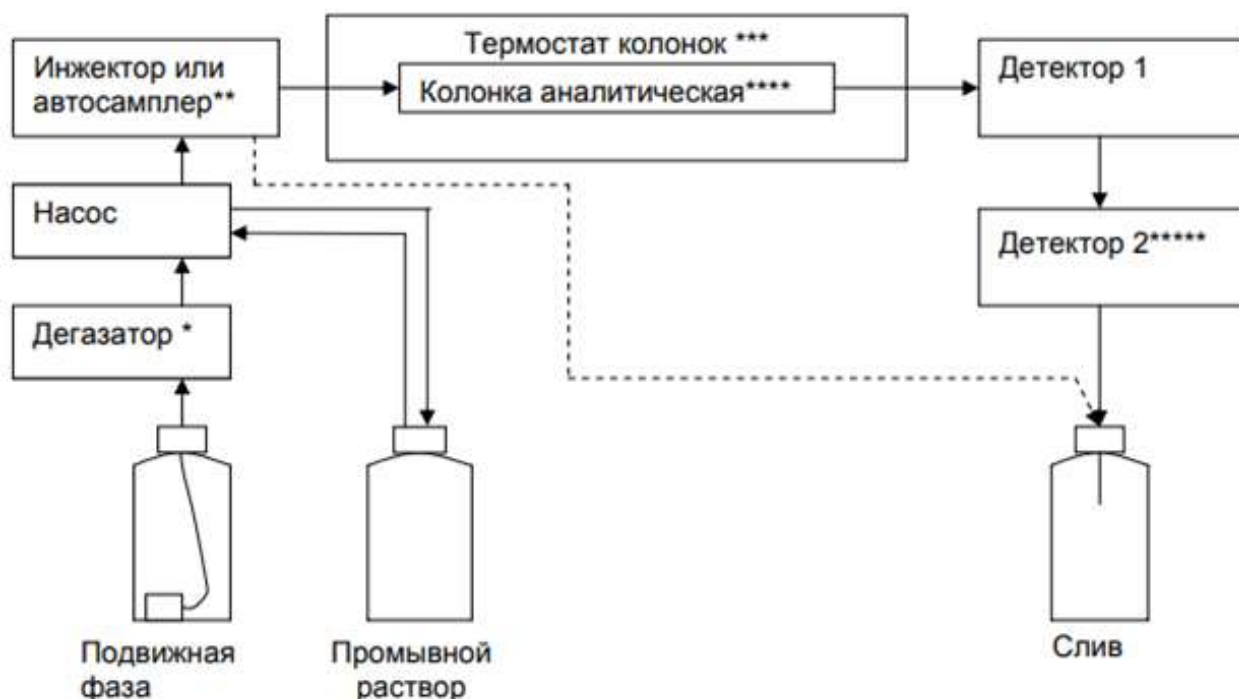 Термостат колонок ***
Инжектор или
автосамплер**
Колонка аналитическая****
Детектор 1
Насос
Детектор 2*****
Дегазатор *
Подвижная
фаза
Промывной
раствор
Слив